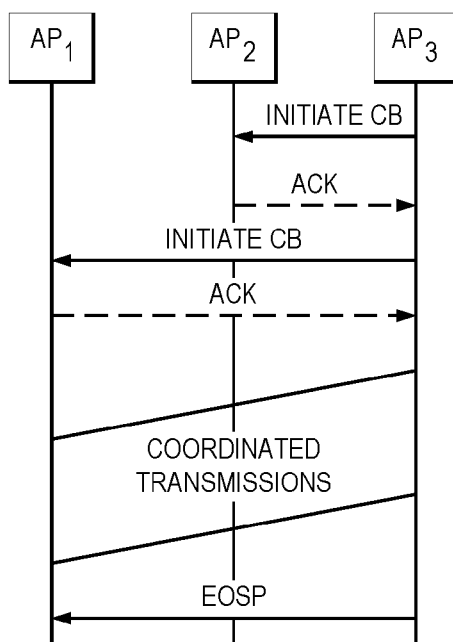 AP1 AP2 AP3
INITIATE CB
ACK
INITIATE CB
ACK
COORDINATED
TRANSMISSIONS
EOSP